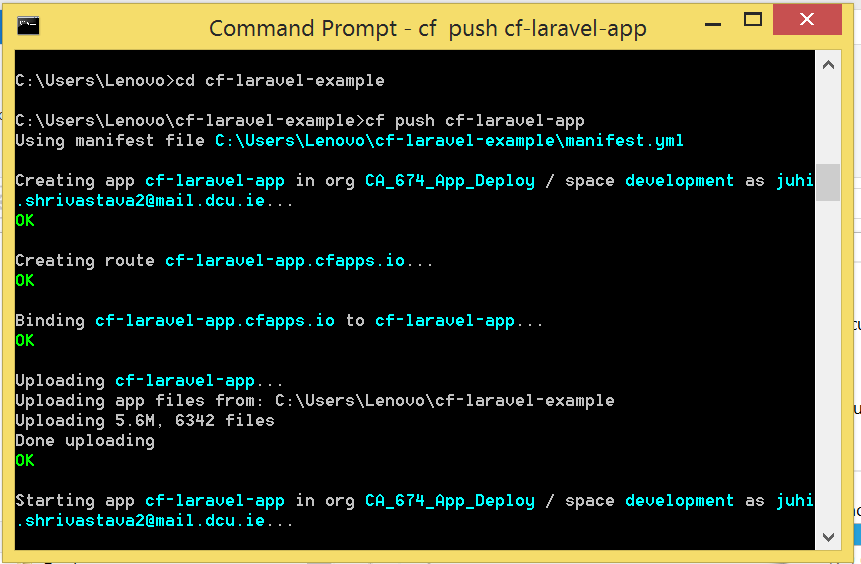 Command Prompt - cf  push cf-laravel-app
C:\Users\Lenovo>cd cf-laravel-example
C:\Users\Lenovo\cf-laravel-example>cf push cf-laravel-app
Using manifest file C:\Users\Lenovo\cf-laravel-example\manifest.yml
Creating app cf-laravel-app in org CA_674_App_Deploy / space development as juhi
.shrivastava2@mail.dcu.ie...
OK
Creating route cf-laravel-app.cfapps.io...
OK
Binding cf-laravel-app.cfapps.io to cf-laravel-app...
OK
Uploading cf-laravel-app...
Uploading app files from: C:\Users\Lenovo\cf-laravel-example
Uploading 5.6M, 6342 files
Done uploading
OK
Starting app cf-laravel-app in org CA_674_App_Deploy / space development as juhi
.shrivastava2@mail.dcu.ie...